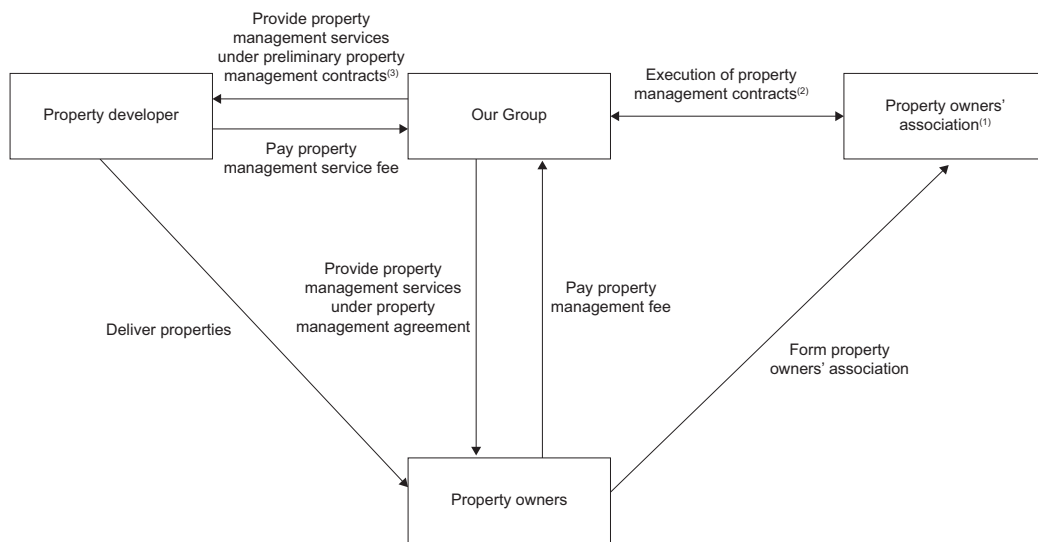 Provide property
management services
under preliminary property
management contracts(3)
Property developer
Our Group
Execution of property
management contracts(2)
Property owners’
association(1)
Pay property
management service fee
Provide property
management services
under property
management agreement
Pay property
management fee
Deliver properties
Form property
owners’ association
Property owners